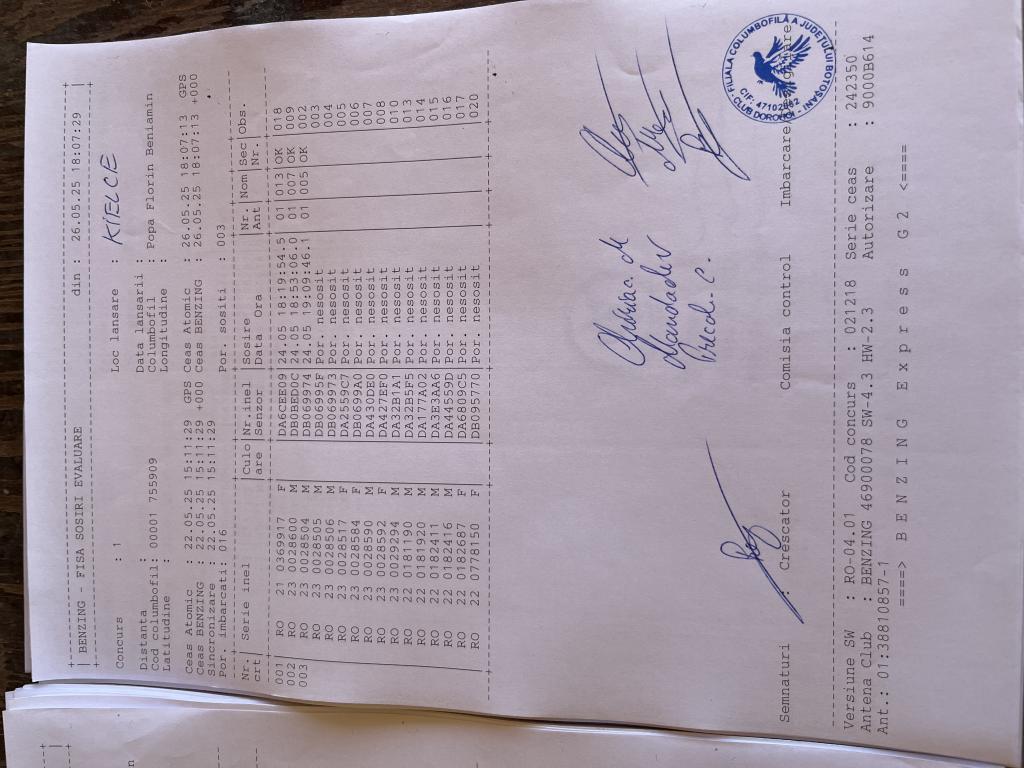 BENZING - FISA SOSIRI EVALUARE din : 26.05.25 18:07:29
Concurs : 1 Loc lansare : KIELCE
Distanta : Data lansarii :
Cod columbofil: 00001 755909 Columbofil : Popa Florin Beniamin
Latitudine : Longitudine :
Ceas Atomic : 22.05.25 15:11:29 GPS Ceas Atomic : 26.05.25 18:07:13 GPS
Ceas BENZING : 22.05.25 15:11:29 +000 Ceas BENZING : 26.05.25 18:07:13 +000
Sincronizare : 22.05.25 15:11:29
Por. imbarcati: 016 Por. sositi : 003
Nr. Serie inel Culo Nr.inel Sosire Nr. Nom Sec Obs.
crt are Senzor Data Ora Ant Nr.
001 RO 21 0369917 F DA6CEE09 24.05 18:19:54.5 01 013 OK 018
002 RO 23 0028600 M DA0BED0C 24.05 18:53:06.0 01 007 OK 009
003 RO 23 0028504 M DB069974 24.05 19:09:46.1 01 005 OK 002
RO 23 0028505 M DB06995F Por. nesosit 003
RO 23 0028506 M DB069973 Por. nesosit 004
RO 23 0028517 F DA2559C7 Por. nesosit 005
RO 23 0028584 F DB0699A0 Por. nesosit 006
RO 23 0028590 M DA430DE0 Por. nesosit 007
RO 23 0028592 F DA427EF0 Por. nesosit 008
RO 23 0029294 M DA32B1A1 Por. nesosit 010
RO 22 0181190 M DA32B5F5 Por. nesosit 013
RO 22 0181920 M DA177A02 Por. nesosit 014
RO 22 0182411 M DA3E3AA6 Por. nesosit 015
RO 22 0182416 M DA44559D Por. nesosit 016
RO 22 0182687 F DA6B09D5 Por. nesosit 017
RO 22 0778150 F DB095770 Por. nesosit 020
Semnaturi : Crescator Comisia control Imbarcare
FILIALA COLUMBOFILĂ A JUDEȚULUI BOTOȘANI
CIF: 47102662
- CLUB DOROHOI -
Versiune SW : RO-04.01 Cod concurs : 021218 Serie ceas : 242350
Antena Club : BENZING 46900078 SW-4.3 HW-2.3 Autorizare : 9000B614
Ant.: 01:38810857-1
====> B E N Z I N G E x p r e s s G 2 <====